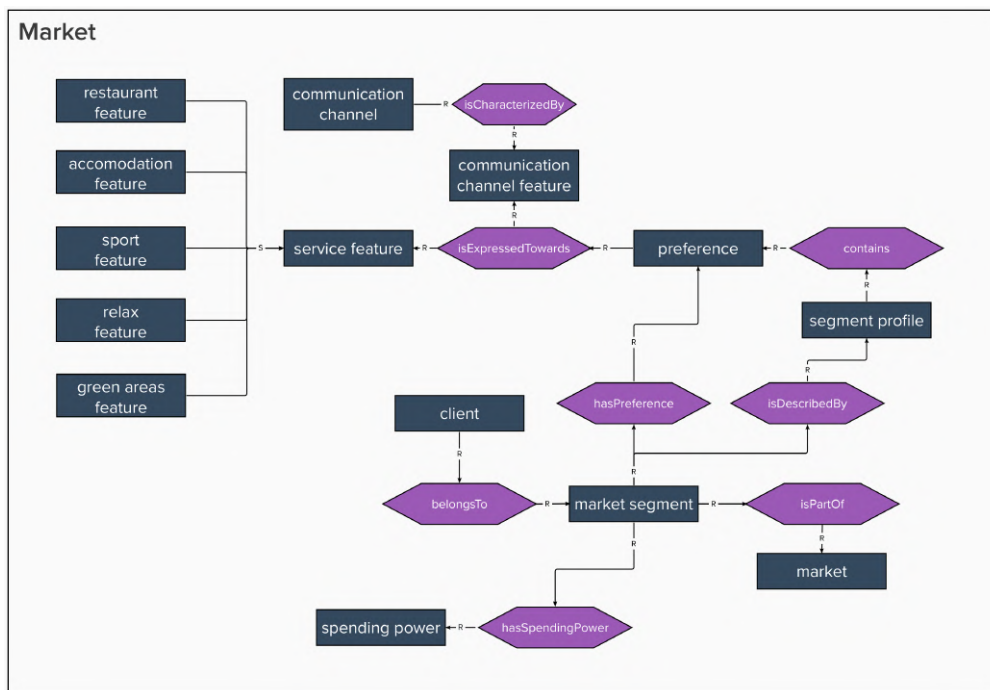 Market
restaurant
feature
communication
channel
R
isCharacterizedBy
R
accomodation
feature
communication
channel feature
R
sport
feature
S
service feature
R
isExpressedTowards
R
preference
R
contains
R
relax
feature
segment profile
R
R
green areas
feature
client
hasPreference
isDescribedBy
R
R
belongsTo
R
market segment
R
isPartOf
R
R
market
spending power
R
hasSpendingPower